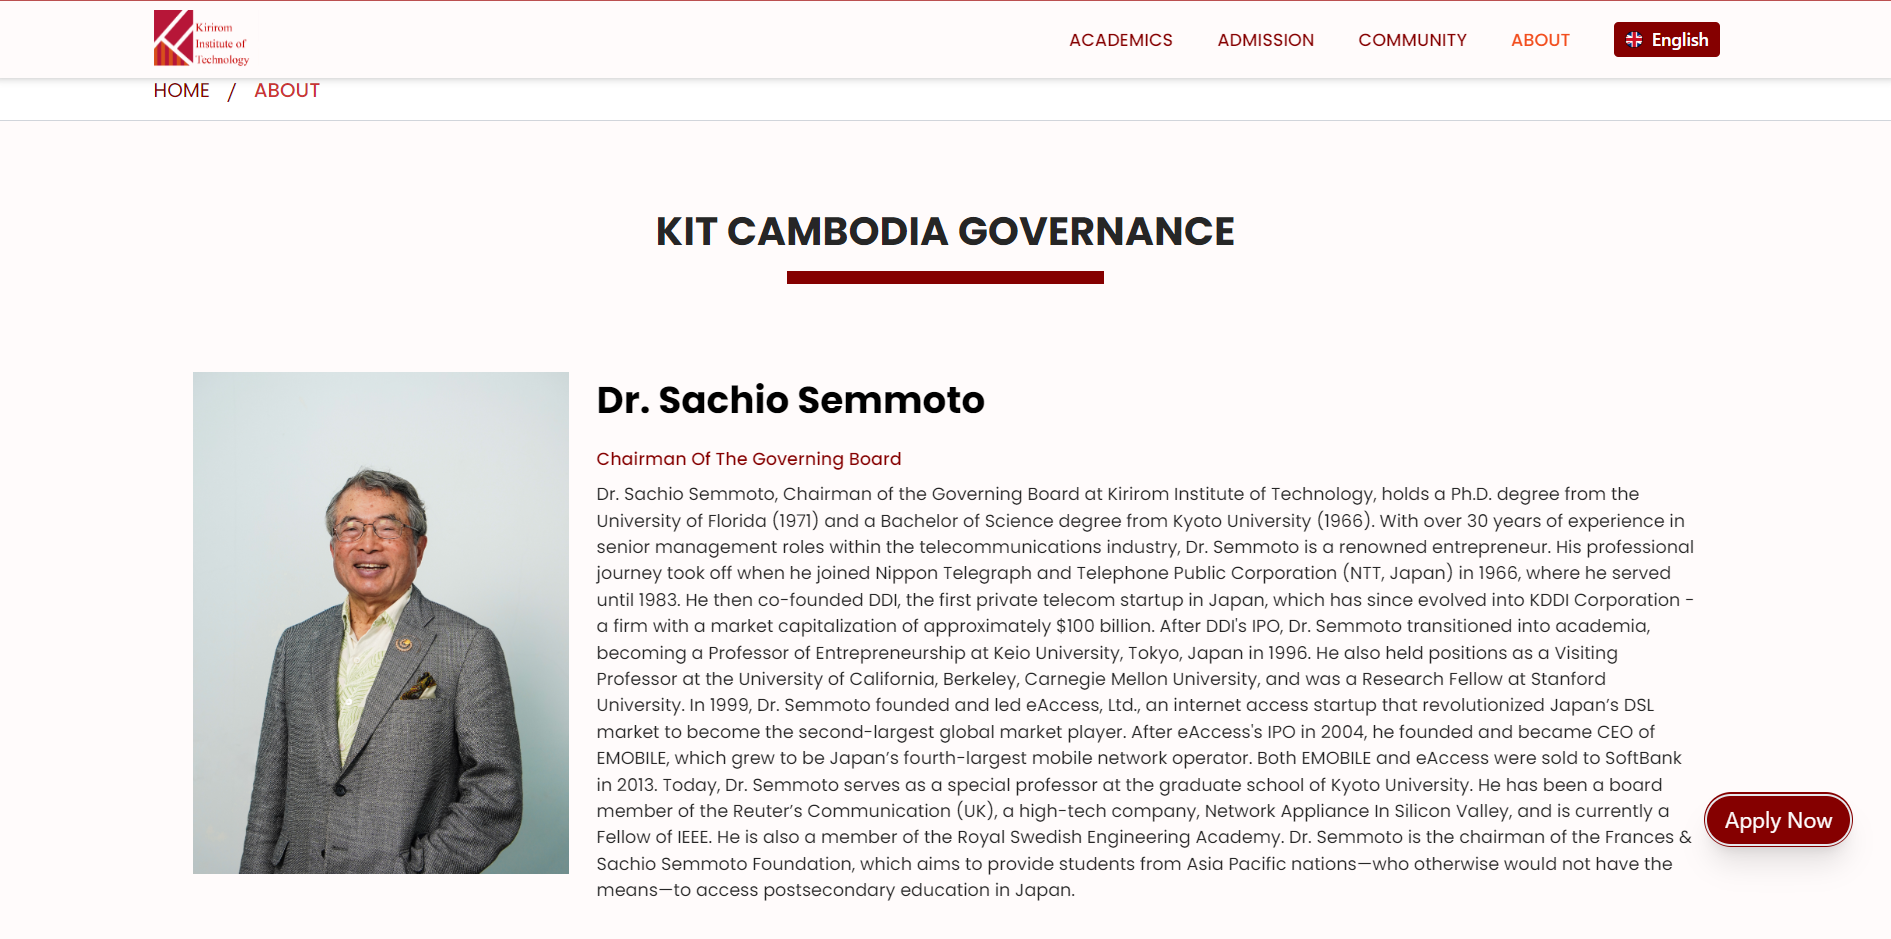 Kirirom
Institute of
Technology
ACADEMICS
ADMISSION
COMMUNITY
ABOUT
English
HOME / ABOUT
KIT CAMBODIA GOVERNANCE
Dr. Sachio Semmoto
Chairman Of The Governing Board
Dr. Sachio Semmoto, Chairman of the Governing Board at Kirirom Institute of Technology, holds a Ph.D. degree from the
University of Florida (1971) and a Bachelor of Science degree from Kyoto University (1966). With over 30 years of experience in
senior management roles within the telecommunications industry, Dr. Semmoto is a renowned entrepreneur. His professional
journey took off when he joined Nippon Telegraph and Telephone Public Corporation (NTT, Japan) in 1966, where he served
until 1983. He then co-founded DDI, the first private telecom startup in Japan, which has since evolved into KDDI Corporation -
a firm with a market capitalization of approximately $100 billion. After DDI's IPO, Dr. Semmoto transitioned into academia,
becoming a Professor of Entrepreneurship at Keio University, Tokyo, Japan in 1996. He also held positions as a Visiting
Professor at the University of California, Berkeley, Carnegie Mellon University, and was a Research Fellow at Stanford
University. In 1999, Dr. Semmoto founded and led eAccess, Ltd., an internet access startup that revolutionized Japan’s DSL
market to become the second-largest global market player. After eAccess's IPO in 2004, he founded and became CEO of
EMOBILE, which grew to be Japan’s fourth-largest mobile network operator. Both EMOBILE and eAccess were sold to SoftBank
in 2013. Today, Dr. Semmoto serves as a special professor at the graduate school of Kyoto University. He has been a board
member of the Reuter’s Communication (UK), a high-tech company, Network Appliance In Silicon Valley, and is currently a
Fellow of IEEE. He is also a member of the Royal Swedish Engineering Academy. Dr. Semmoto is the chairman of the Frances &
Sachio Semmoto Foundation, which aims to provide students from Asia Pacific nations—who otherwise would not have the
means—to access postsecondary education in Japan.
Apply Now